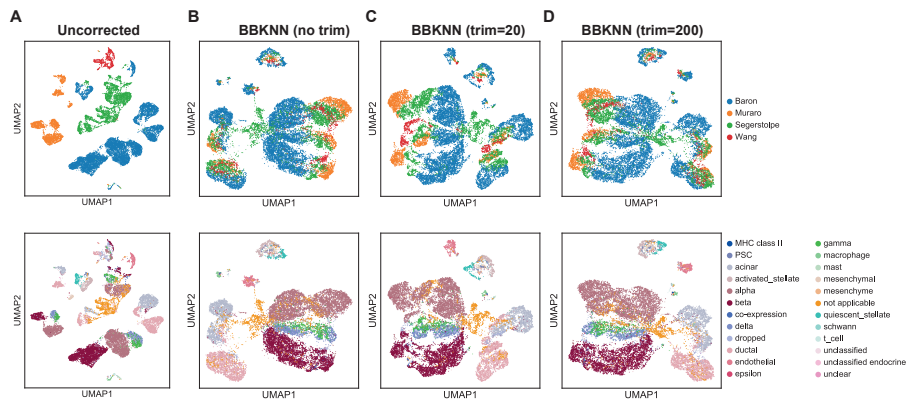 A
B
C
D
Uncorrected
BBKNN (no trim)
BBKNN (trim=20)
BBKNN (trim=200)
UMAP2
UMAP1
UMAP2
UMAP1
UMAP2
UMAP1
UMAP2
UMAP1
Baron
Muraro
Segerstolpe
Wang
UMAP2
UMAP1
UMAP2
UMAP1
UMAP2
UMAP1
UMAP2
UMAP1
MHC class II
PSC
acinar
activated_stellate
alpha
beta
co-expression
delta
dropped
ductal
endothelial
epsilon
gamma
macrophage
mast
mesenchymal
mesenchyme
not applicable
quiescent_stellate
schwann
t_cell
unclassified
unclassified endocrine
unclear